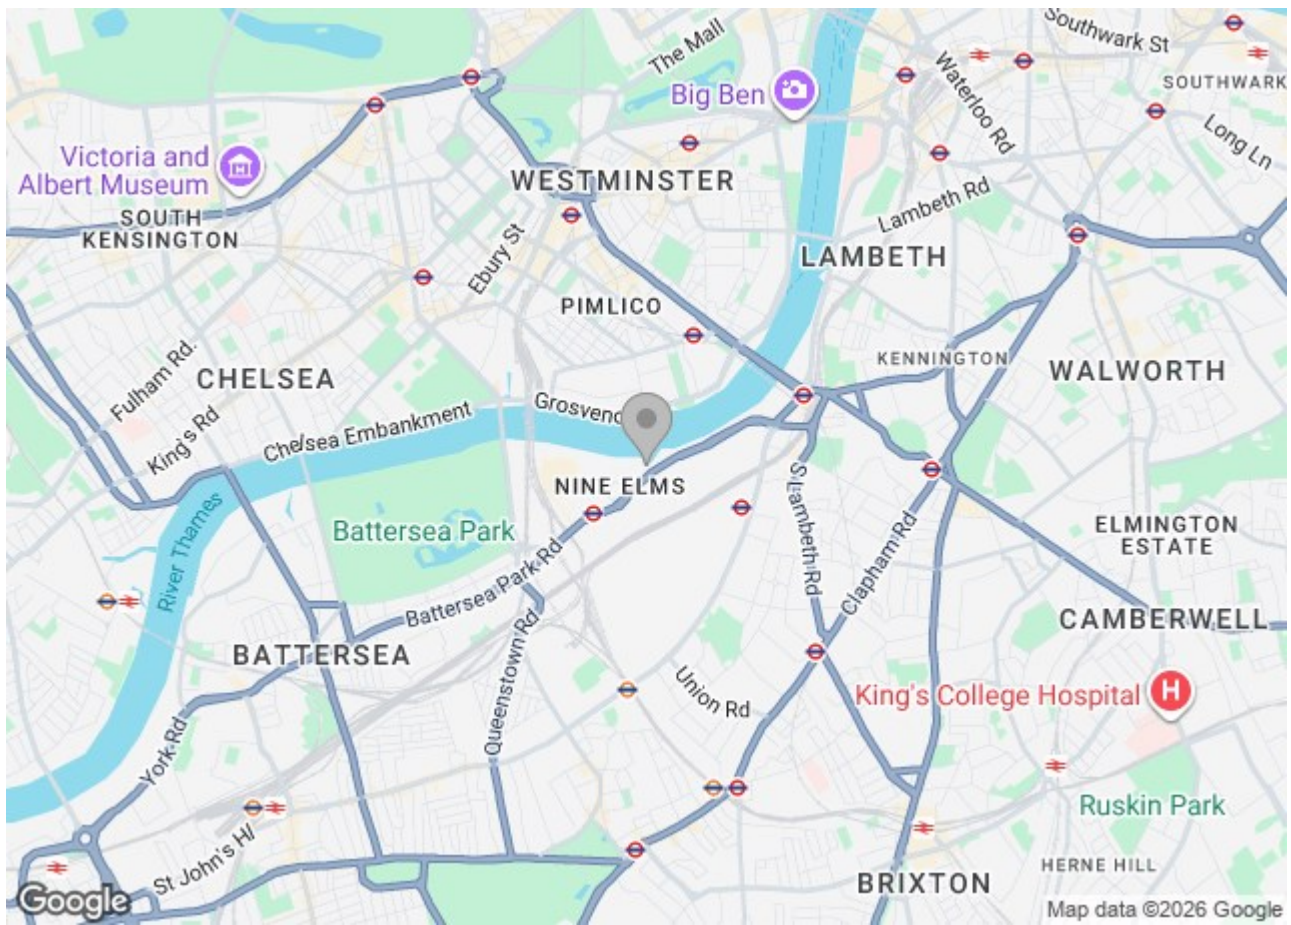 Southwark St
The Mall
Big Ben
Waterloo Rd
SOUTHWARK
Long Ln
Victoria and
Albert Museum
WESTMINSTER
Lambeth Rd
SOUTH
KENSINGTON
Ebury St
LAMBETH
PIMLICO
KENNINGTON
WALWORTH
Fulham Rd.
CHELSEA
King's Rd
Chelsea Embankment
Grosveno
NINE ELMS
S Lambeth Rd
Clapham Rd
ELMINGTON
ESTATE
Battersea Park
River Thames
Battersea Park Rd
CAMBERWELL
BATTERSEA
Queenstown Rd
Union Rd
King's College Hospital
H
York Rd
Ruskin Park
St John's Hl
HERNE HILL
BRIXTON
Google
Map data ©2026 Google